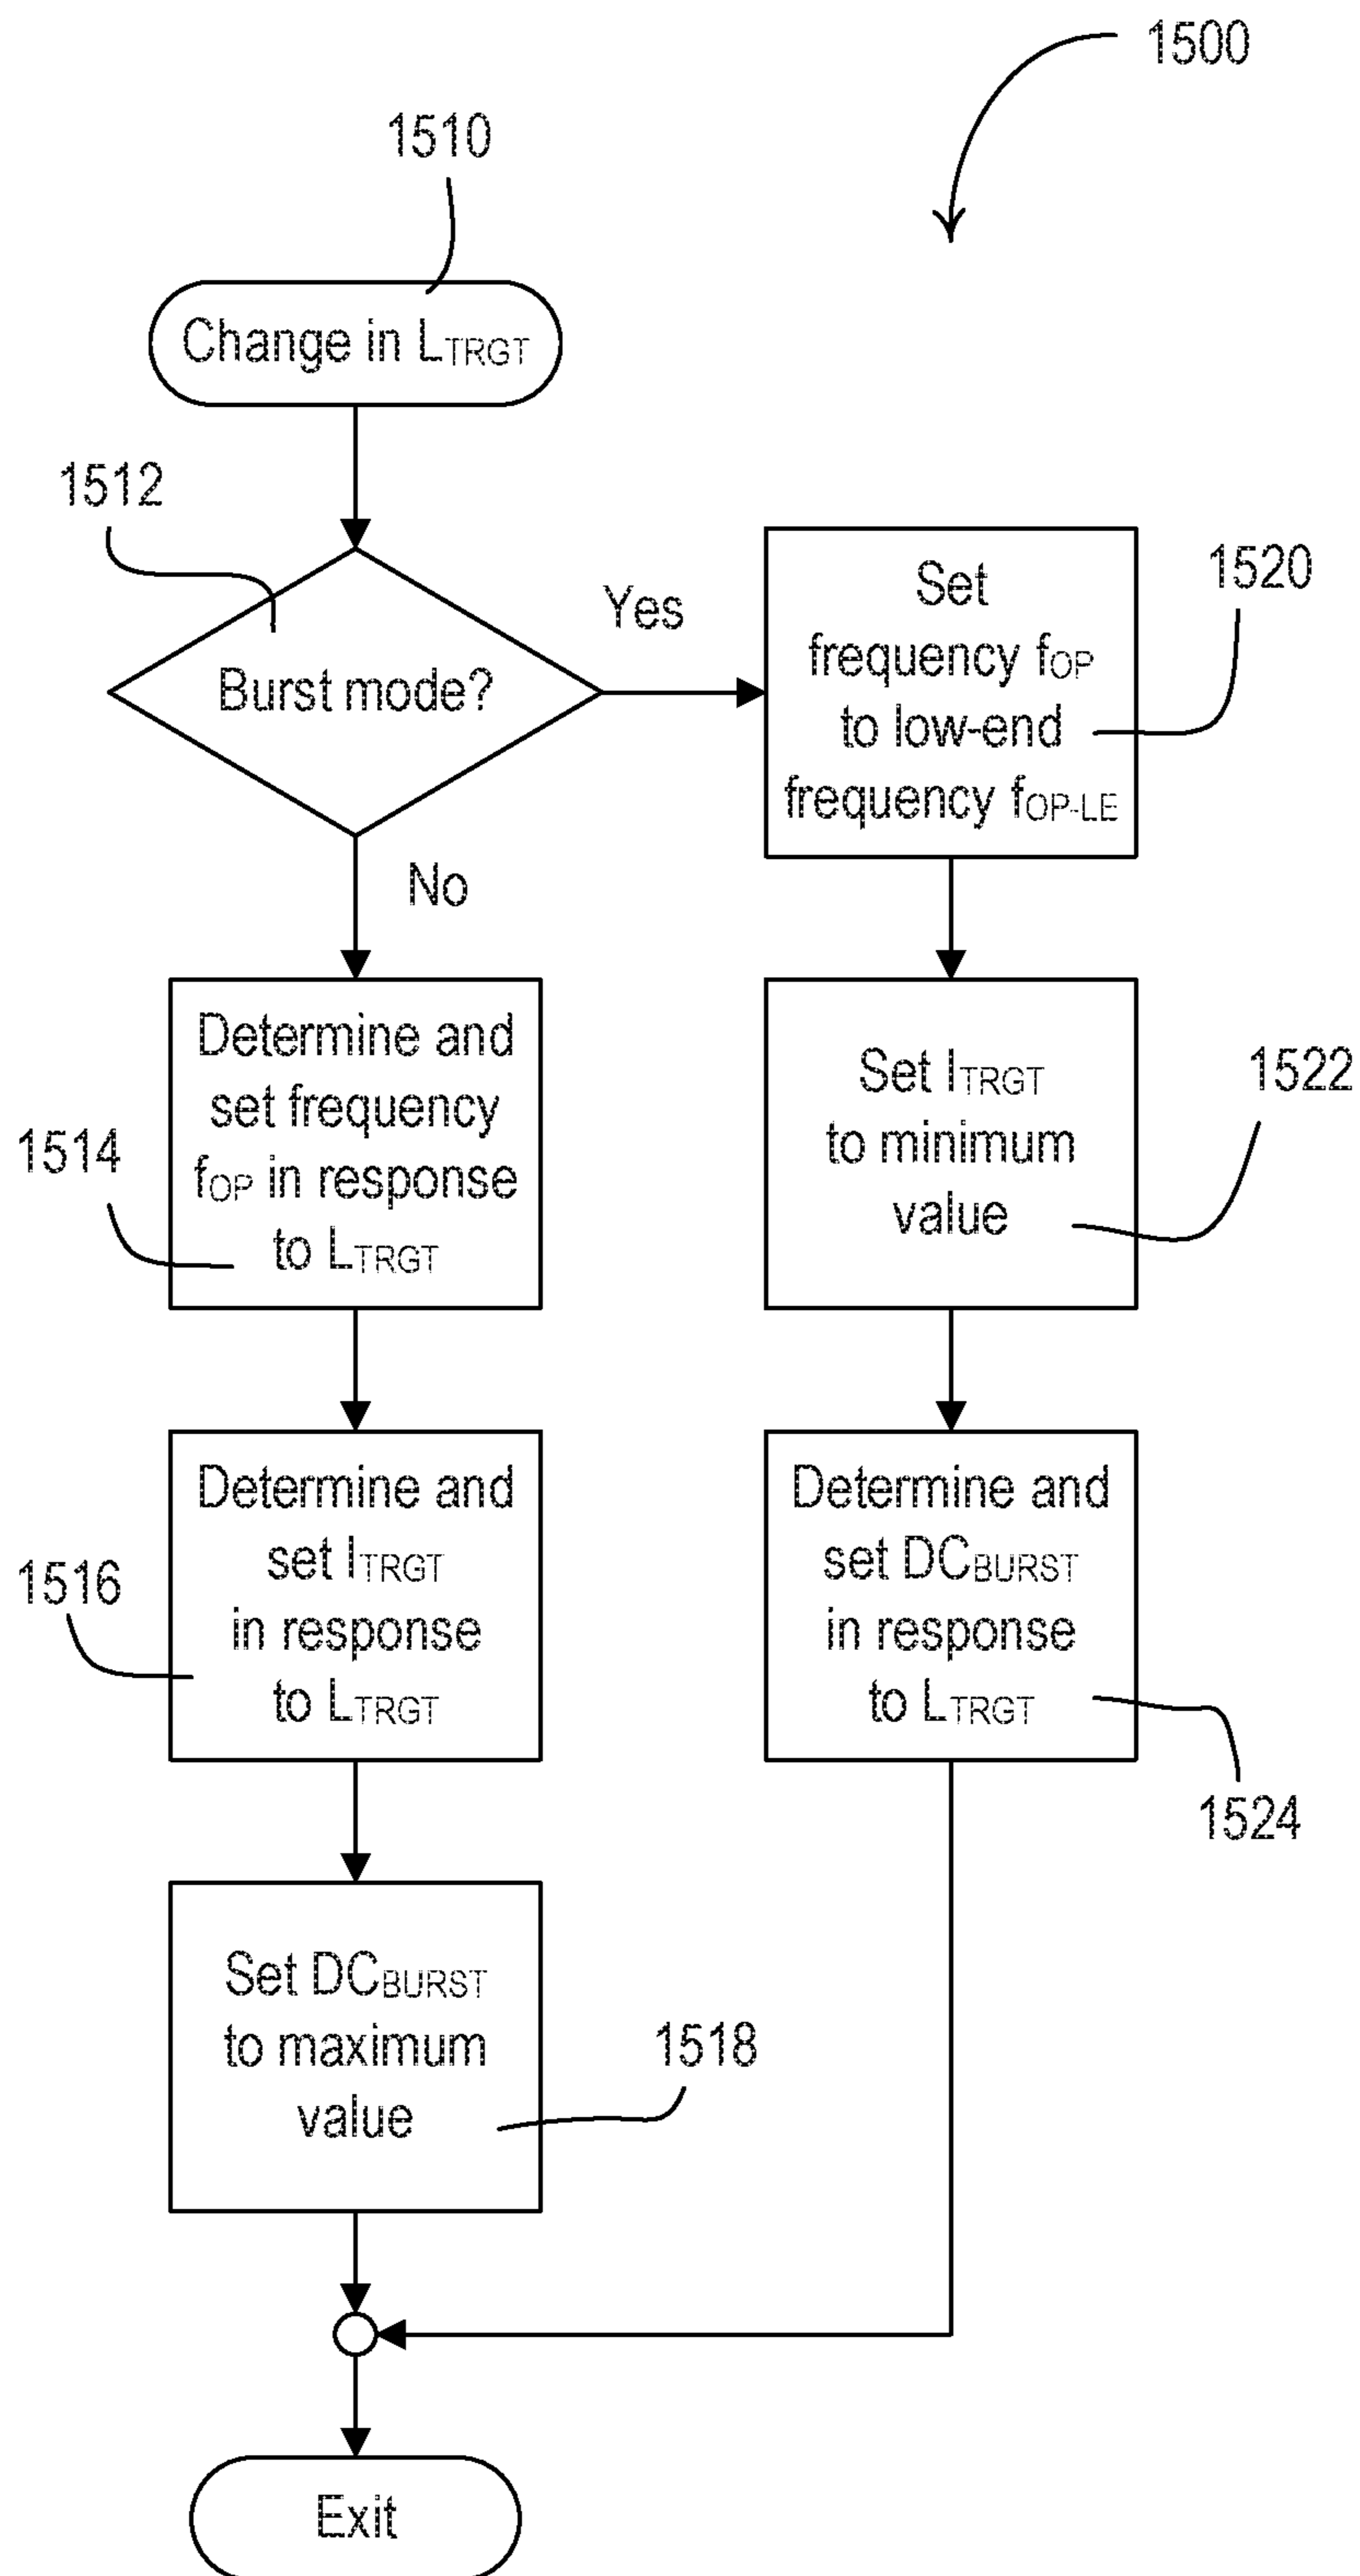 1500
1510
Change in LTRGT
1512
Burst mode?
Yes
No
Set
frequency fOP
to low-end
frequency fOP-LE
1520
Determine and
set frequency
fOP in response
to LTRGT
1514
Set ITRGT
to minimum
value
1522
Determine and
set ITRGT
in response
to LTRGT
1516
Determine and
set DCBURST
in response
to LTRGT
1524
Set DCBURST
to maximum
value
1518
Exit